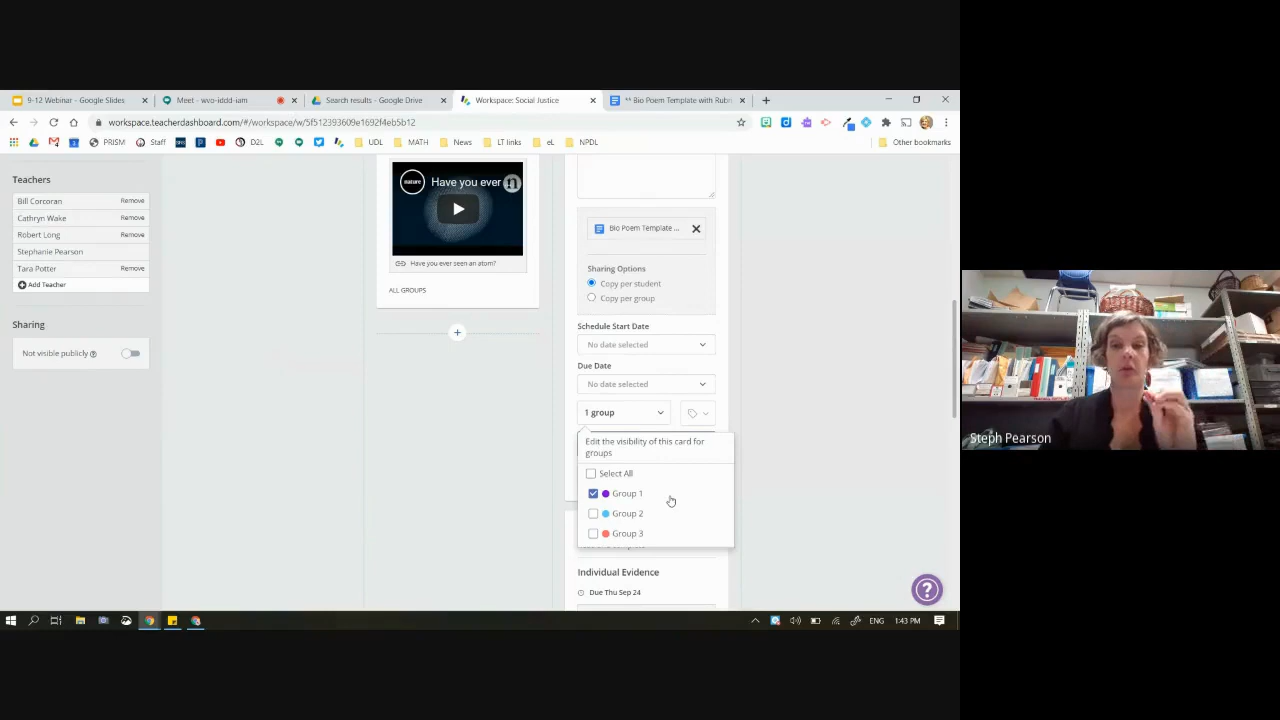 9-12 Webinar - Google Slides
Meet - wvo-iddd-iam
Search results - Google Drive
Workspace: Social Justice
** Bio Poem Template with Rubri
workspace.teacherdashboard.com/#/workspace/w/5f512393609e1692f4eb5b12
PRISM
Staff
D2L
UDL
MATH
News
LT links
eL
NPDL
Other bookmarks
Teachers
Bill Corcoran Remove
Cathryn Wake Remove
Robert Long Remove
Stephanie Pearson
Tara Potter Remove
Add Teacher
Sharing
Not visible publicly
nature
Have you ever
Have you ever seen an atom?
ALL GROUPS
Bio Poem Template ...
Sharing Options
Copy per student
Copy per group
Schedule Start Date
No date selected
Due Date
No date selected
1 group
Edit the visibility of this card for
groups
Select All
Group 1
Group 2
Group 3
Individual Evidence
Due Thu Sep 24
Steph Pearson
ENG
1:43 PM